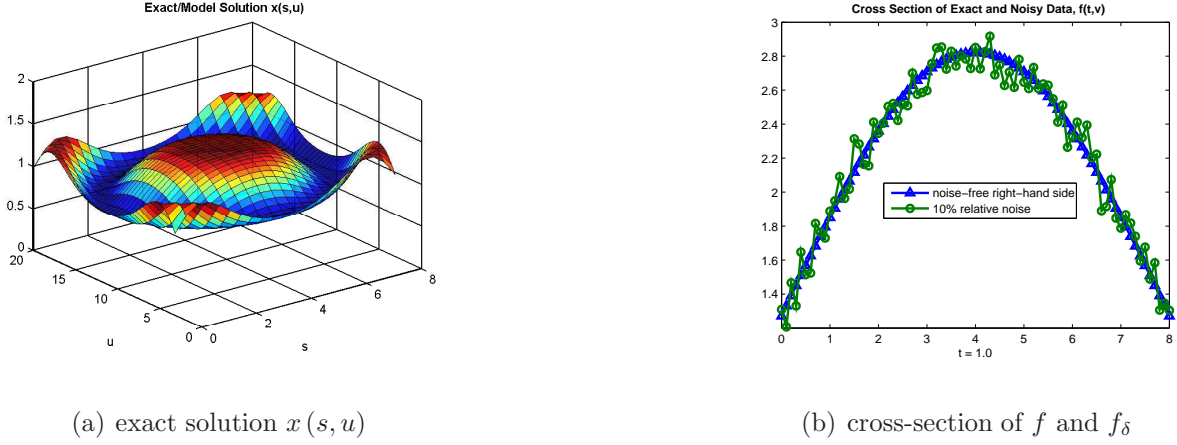 Exact/Model Solution x(s,u)
2
1.5
1
0.5
0
20
15
10
5
0
0
2
4
6
8
u
s
(a) exact solution x (s, u)
Cross Section of Exact and Noisy Data, f(t,v)
3
2.8
2.6
2.4
2.2
2
1.8
1.6
1.4
noise−free right−hand side
10% relative noise
0 1 2 3 4 5 6 7 8
t = 1.0
(b) cross-section of f and fδ